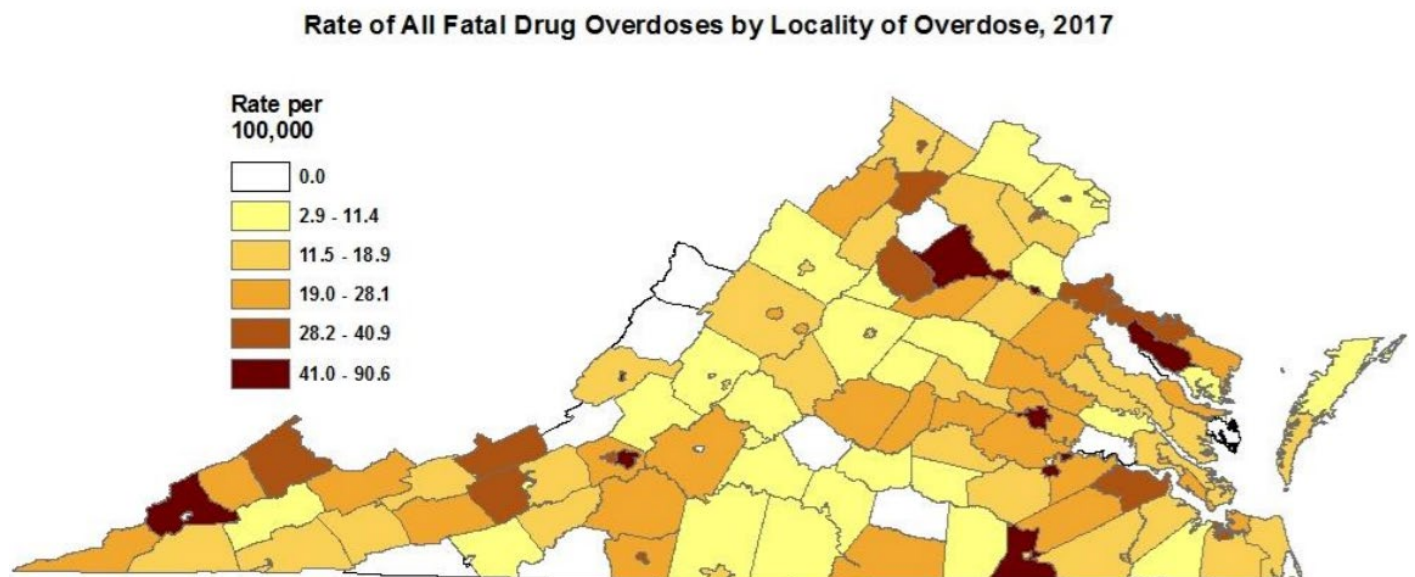 Rate of All Fatal Drug Overdoses by Locality of Overdose, 2017
Rate per
100,000
0.0
2.9 - 11.4
11.5 - 18.9
19.0 - 28.1
28.2 - 40.9
41.0 - 90.6